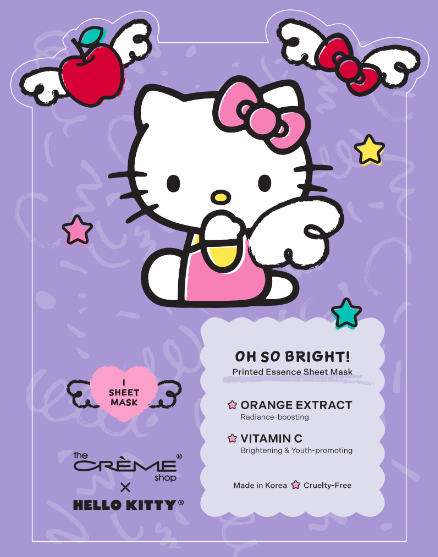 OH SO BRIGHT!
Printed Essence Sheet Mask
ORANGE EXTRACT
Radiance-boosting
VITAMIN C
Brightening & Youth-promoting
Made in Korea Cruelty-Free
1
SHEET
MASK
the
CRÈME®
shop
×
HELLO KITTY®